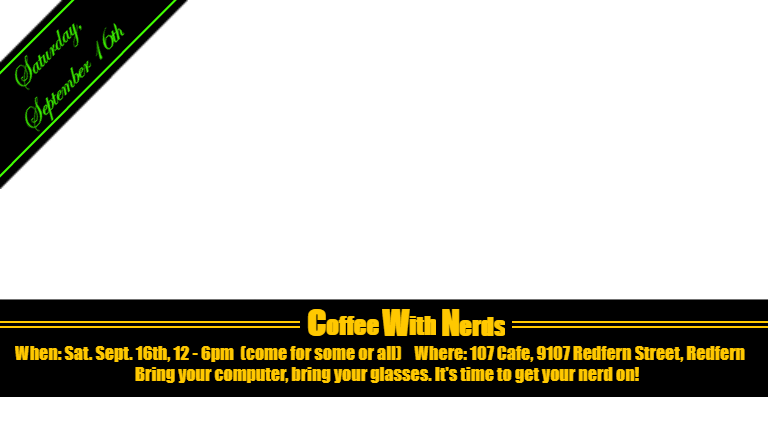 Saturday,
September 16th
Coffee With Nerds
When: Sat. Sept. 16th, 12 - 6pm (come for some or all) Where: 107 Cafe, 9107 Redfern Street, Redfern
Bring your computer, bring your glasses. It's time to get your nerd on!